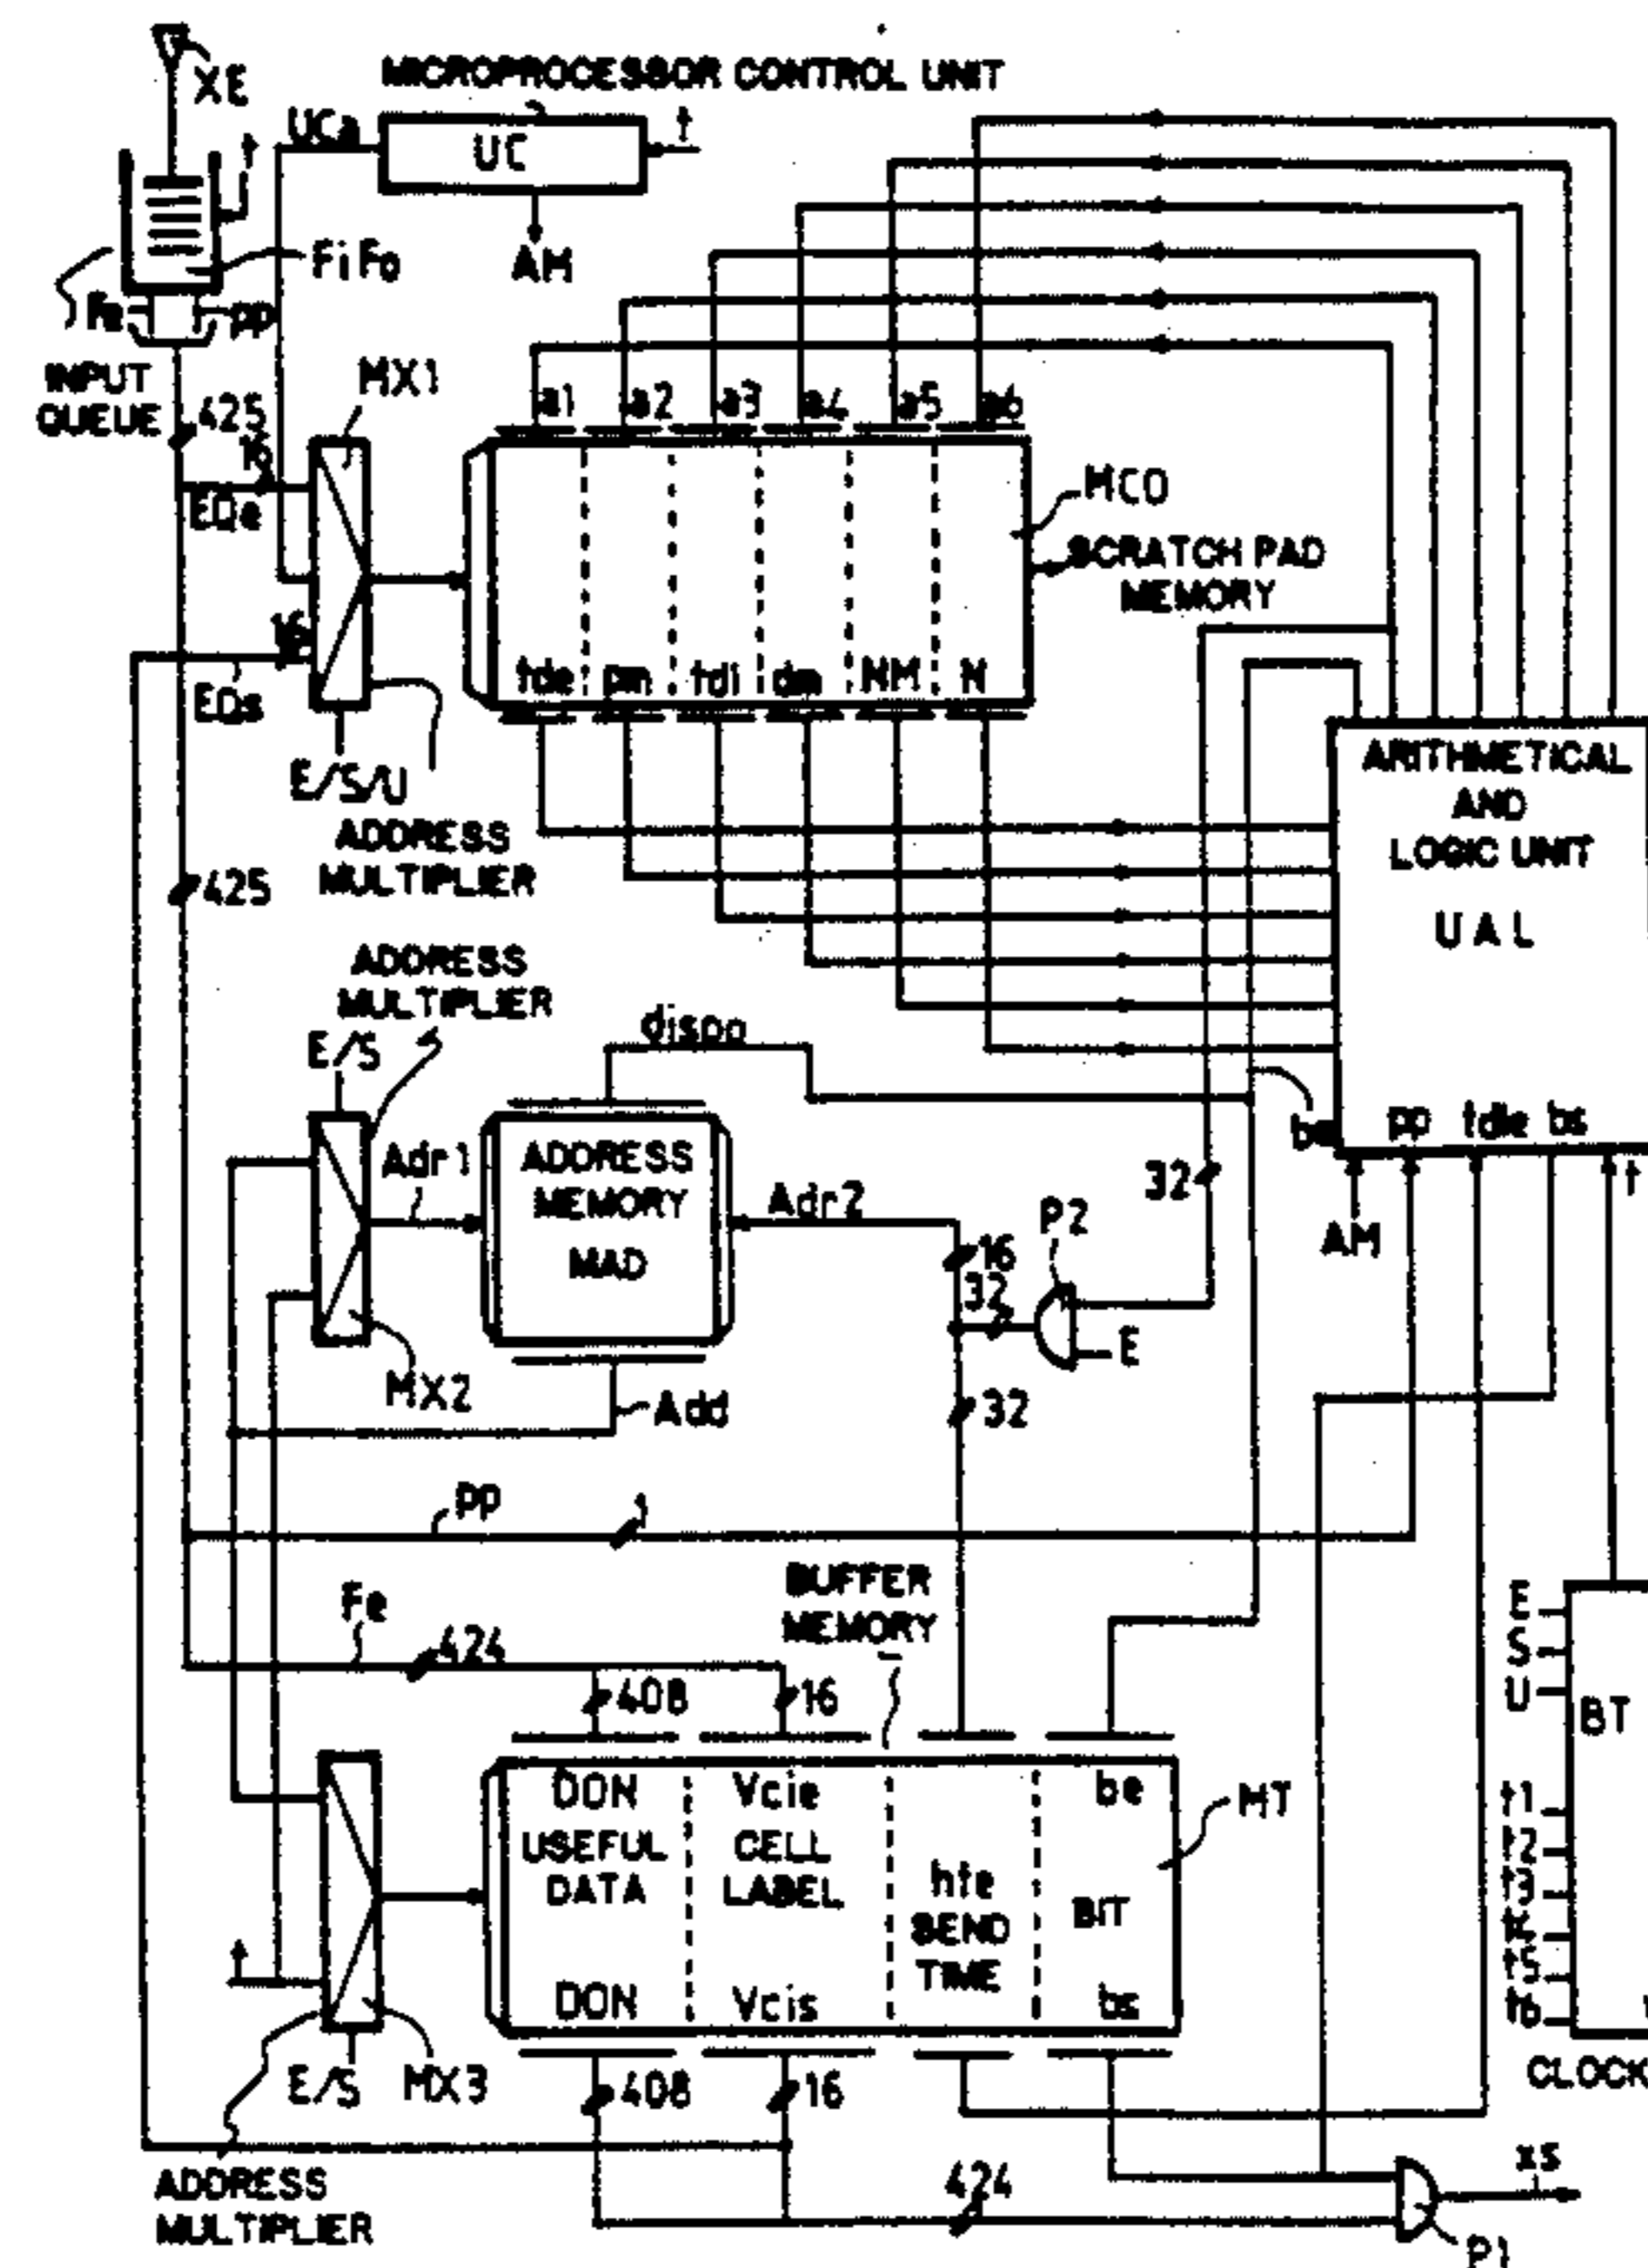 XE
MICROPROCESSOR CONTROL UNIT
UCa
t
UC
t
AM
FiFo
Fe
pp
INPUT
QUEUE
MX1
425
16
EQe
a1
a2
a3
a4
a5
a6
MCO
SCRATCH PAD
MEMORY
16
EQs
tde
pm
tdi
dm
NM
N
E/S/U
ADDRESS
MULTIPLIER
ARITHMETICAL
AND
LOGIC UNIT
UAL
425
ADDRESS
MULTIPLIER
dispo
E/S
be
pp
tdle
bs
t
Adr1
ADDRESS
MEMORY
MAD
Adr2
32
AM
P2
16
32
E
MX2
Add
32
pp
1
BUFFER
MEMORY
Fe
424
408
16
E
S
U
BT
DON
Vcie
be
MT
USEFUL
DATA
CELL
LABEL
hte
SEND
TIME
BIT
t1
t2
t3
t4
t5
t6
t
DON
Vcis
bs
E/S
MX3
408
16
CLOCK
ADDRESS
MULTIPLIER
424
xs
P1